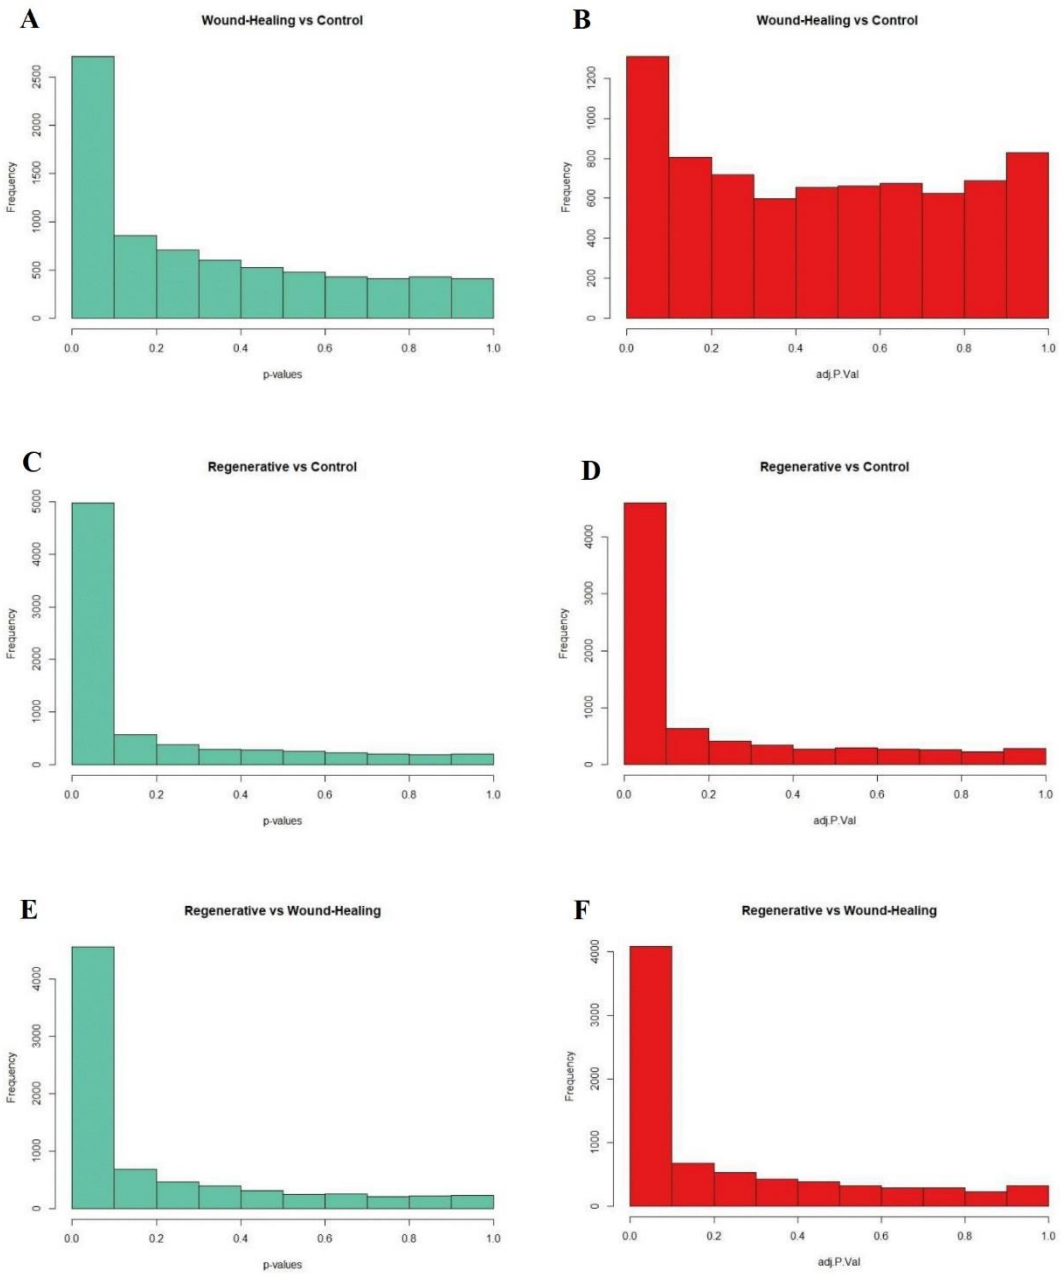 A
Wound-Healing vs Control
2500
2000
1500
1000
500
0
Frequency
0.0 0.2 0.4 0.6 0.8 1.0
p-values
B
Wound-Healing vs Control
1200
1000
800
600
400
200
0
Frequency
0.0 0.2 0.4 0.6 0.8 1.0
adj.P.Val
C
Regenerative vs Control
5000
4000
3000
2000
1000
0
Frequency
0.0 0.2 0.4 0.6 0.8 1.0
p-values
D
Regenerative vs Control
4000
3000
2000
1000
0
Frequency
0.0 0.2 0.4 0.6 0.8 1.0
adj.P.Val
E
Regenerative vs Wound-Healing
4000
3000
2000
1000
0
Frequency
0.0 0.2 0.4 0.6 0.8 1.0
p-values
F
Regenerative vs Wound-Healing
4000
3000
2000
1000
0
Frequency
0.0 0.2 0.4 0.6 0.8 1.0
adj.P.Val